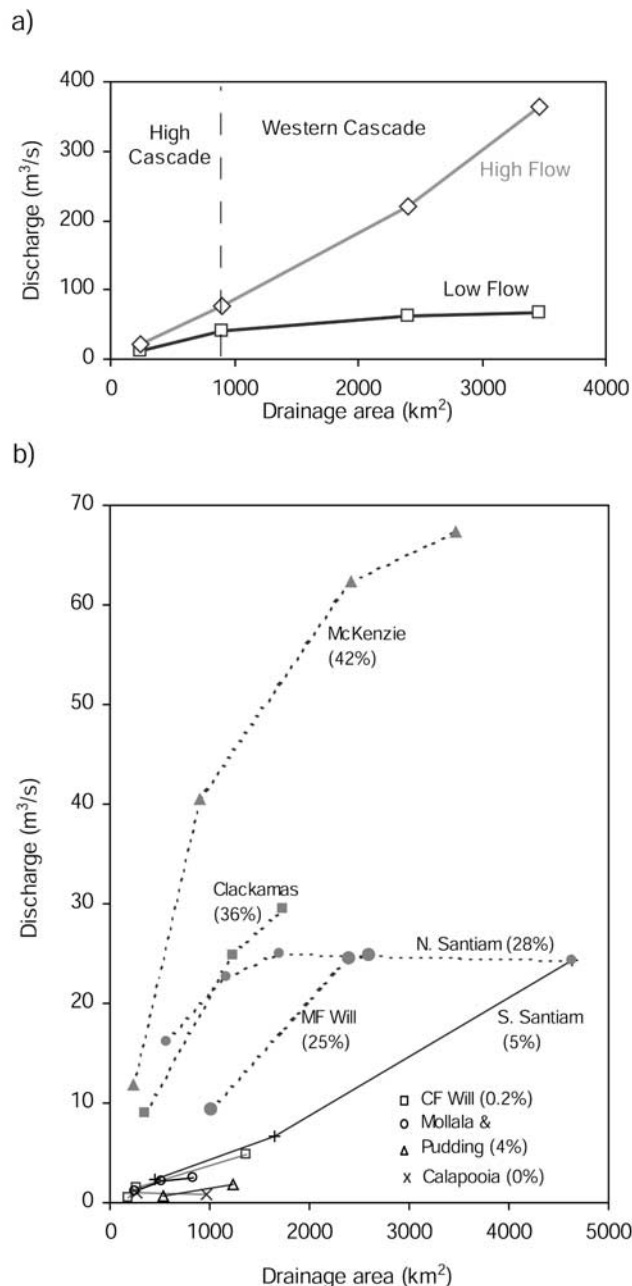 a)
400
300
200
100
0
Discharge (m³/s)
High
Cascade
Western Cascade
High Flow
Low Flow
0 1000 2000 3000 4000
Drainage area (km²)
b)
70
60
50
40
30
20
10
0
Discharge (m³/s)
McKenzie
(42%)
Clackamas
(36%)
N. Santiam (28%)
MF Will
(25%)
S. Santiam
(5%)
CF Will (0.2%)
Mollala &
Pudding (4%)
Calapooia (0%)
0 1000 2000 3000 4000 5000
Drainage area (km²)